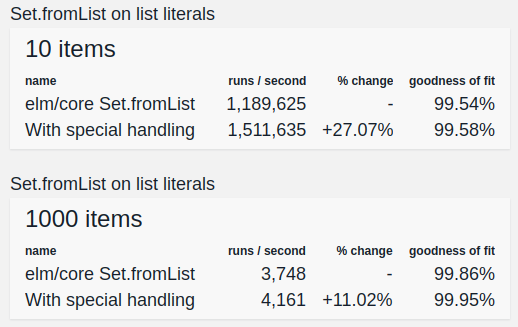 Set.fromList on list literals
10 items
name runs / second % change goodness of fit
elm/core Set.fromList 1,189,625 - 99.54%
With special handling 1,511,635 +27.07% 99.58%
Set.fromList on list literals
1000 items
name runs / second % change goodness of fit
elm/core Set.fromList 3,748 - 99.86%
With special handling 4,161 +11.02% 99.95%